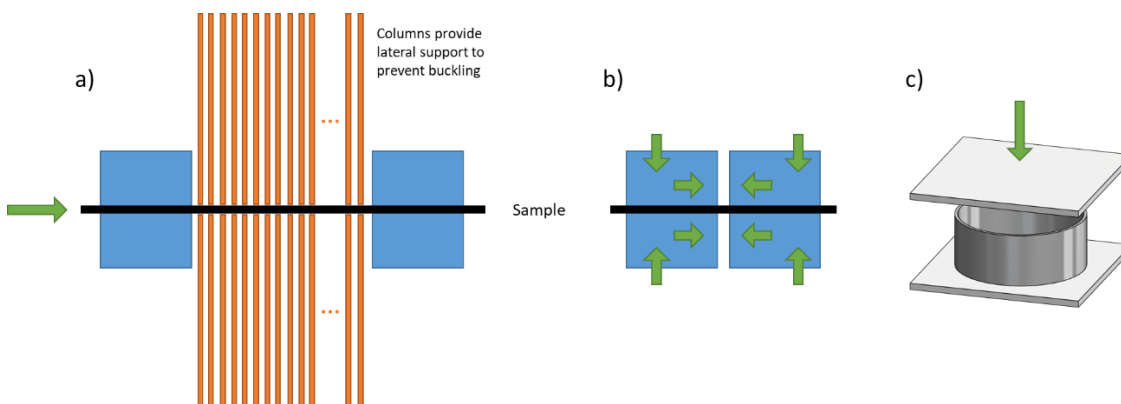 a)
Columns provide
lateral support to
prevent buckling
b)
c)
Sample